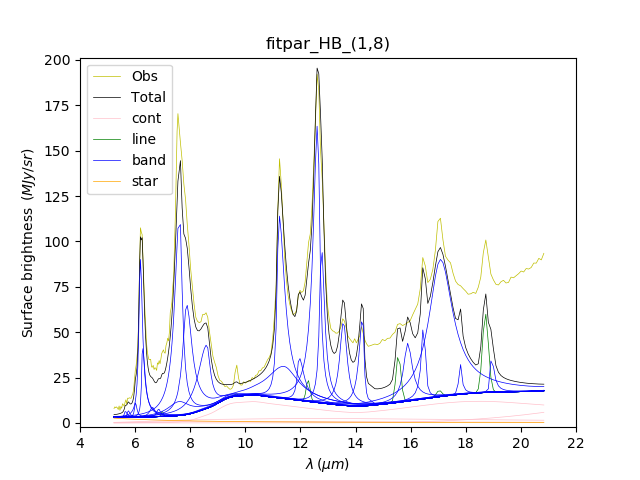 fitpar_HB_(1,8)
200
175
150
125
100
75
50
25
0
Surface brightness (MJy/sr)
Obs
Total
cont
line
band
star
4 6 8 10 12 14 16 18 20 22
λ (μm)